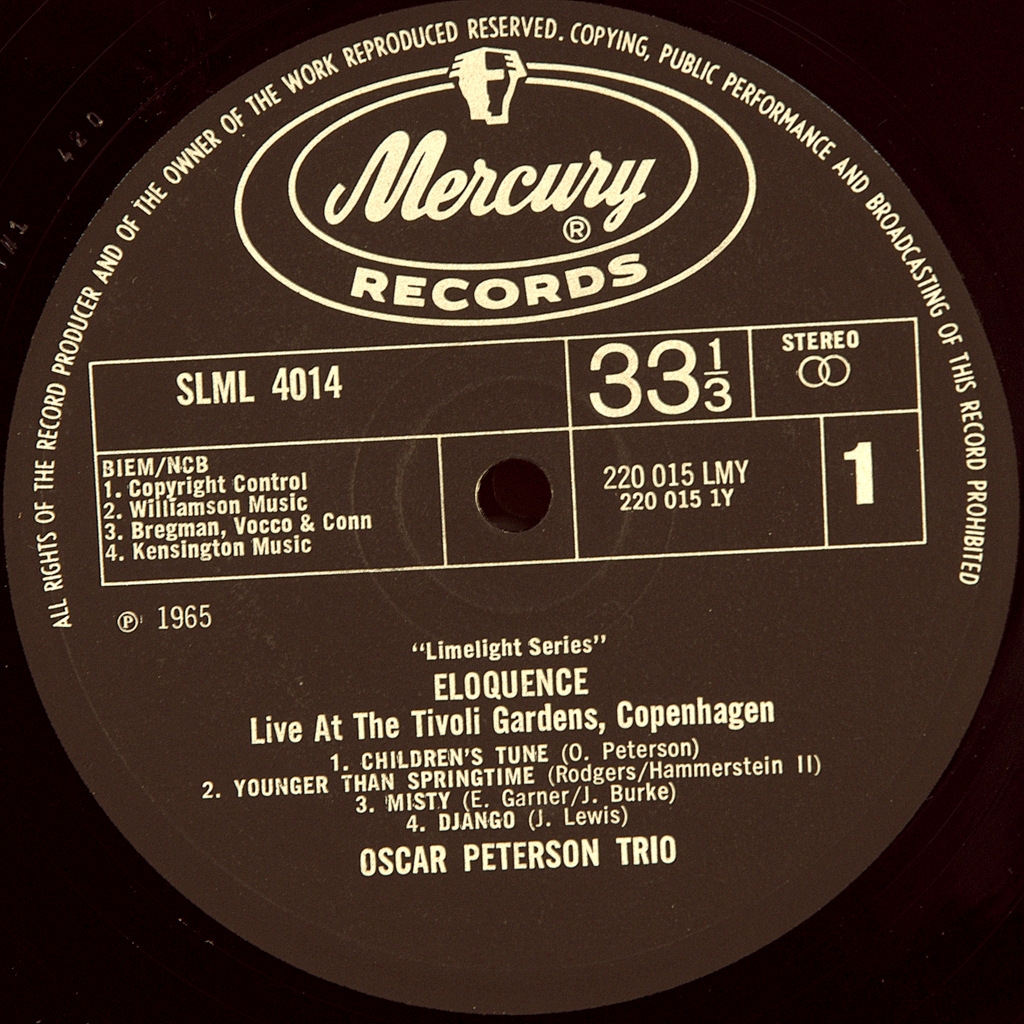 ALL RIGHTS OF THE RECORD PRODUCER AND OF THE OWNER OF THE WORK REPRODUCED RESERVED. COPYING, PUBLIC PERFORMANCE AND BROADCASTING OF THIS RECORD PROHIBITED
Mercury
®
RECORDS
SLML 4014
33 1/3
STEREO
BIEM/NCB
1. Copyright Control
2. Williamson Music
3. Bregman, Vocco & Conn
4. Kensington Music
220 015 LMY
220 015 1Y
1
℗ 1965
"Limelight Series"
ELOQUENCE
Live At The Tivoli Gardens, Copenhagen
1. CHILDREN'S TUNE (O. Peterson)
2. YOUNGER THAN SPRINGTIME (Rodgers/Hammerstein II)
3. MISTY (E. Garner/J. Burke)
4. DJANGO (J. Lewis)
OSCAR PETERSON TRIO